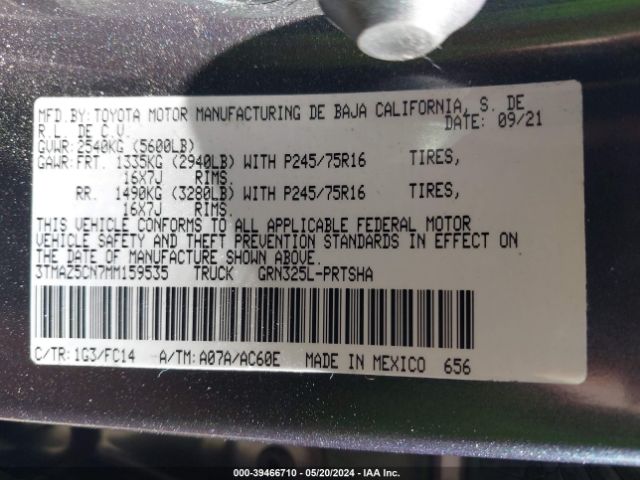 MFD. BY: TOYOTA MOTOR MANUFACTURING DE BAJA CALIFORNIA, S. DE
R. L. DE C. V. DATE: 09/21
GVWR: 2540KG (5600LB)
GAWR: FRT. 1335KG (2940LB) WITH P245/75R16 TIRES,
16X7J RIMS.
RR. 1490KG (3280LB) WITH P245/75R16 TIRES,
16X7J RIMS.
THIS VEHICLE CONFORMS TO ALL APPLICABLE FEDERAL MOTOR
VEHICLE SAFETY AND THEFT PREVENTION STANDARDS IN EFFECT ON
THE DATE OF MANUFACTURE SHOWN ABOVE.
3TMAZ5CN7MM159535 TRUCK GRN325L-PRTSHA
C/TR: 1G3/FC14 A/TM: A07A/AC60E MADE IN MEXICO 656
000-39466710 — 05/20/2024 — IAA Inc.